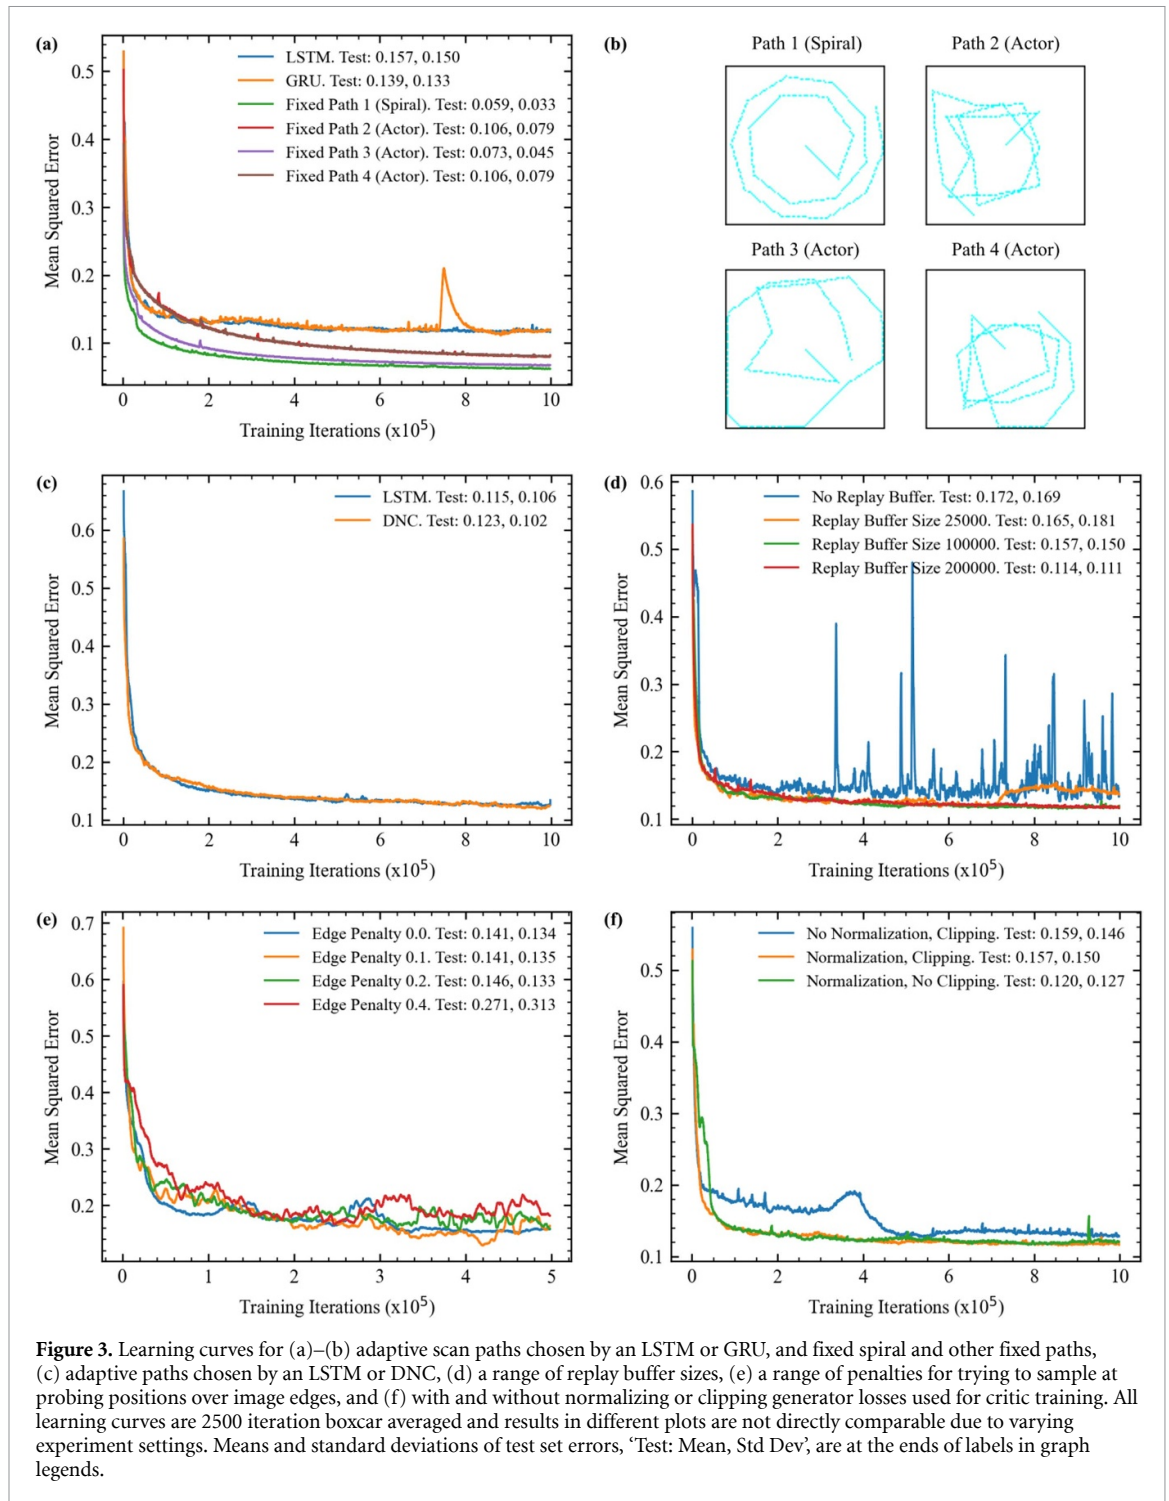 (a)
LSTM. Test: 0.157, 0.150
GRU. Test: 0.139, 0.133
Fixed Path 1 (Spiral). Test: 0.059, 0.033
Fixed Path 2 (Actor). Test: 0.106, 0.079
Fixed Path 3 (Actor). Test: 0.073, 0.045
Fixed Path 4 (Actor). Test: 0.106, 0.079
Mean Squared Error
0.5
0.4
0.3
0.2
0.1
0 2 4 6 8 10
Training Iterations (x10⁵)
(b)
Path 1 (Spiral)
Path 2 (Actor)
Path 3 (Actor)
Path 4 (Actor)
(c)
LSTM. Test: 0.115, 0.106
DNC. Test: 0.123, 0.102
Mean Squared Error
0.6
0.5
0.4
0.3
0.2
0.1
0 2 4 6 8 10
Training Iterations (x10⁵)
(d)
No Replay Buffer. Test: 0.172, 0.169
Replay Buffer Size 25000. Test: 0.165, 0.181
Replay Buffer Size 100000. Test: 0.157, 0.150
Replay Buffer Size 200000. Test: 0.114, 0.111
Mean Squared Error
0.6
0.5
0.4
0.3
0.2
0.1
0 2 4 6 8 10
Training Iterations (x10⁵)
(e)
Edge Penalty 0.0. Test: 0.141, 0.134
Edge Penalty 0.1. Test: 0.141, 0.135
Edge Penalty 0.2. Test: 0.146, 0.133
Edge Penalty 0.4. Test: 0.271, 0.313
Mean Squared Error
0.7
0.6
0.5
0.4
0.3
0.2
0 1 2 3 4 5
Training Iterations (x10⁵)
(f)
No Normalization, Clipping. Test: 0.159, 0.146
Normalization, Clipping. Test: 0.157, 0.150
Normalization, No Clipping. Test: 0.120, 0.127
Mean Squared Error
0.5
0.4
0.3
0.2
0.1
0 2 4 6 8 10
Training Iterations (x10⁵)
Figure 3. Learning curves for (a)–(b) adaptive scan paths chosen by an LSTM or GRU, and fixed spiral and other fixed paths,
(c) adaptive paths chosen by an LSTM or DNC, (d) a range of replay buffer sizes, (e) a range of penalties for trying to sample at
probing positions over image edges, and (f) with and without normalizing or clipping generator losses used for critic training. All
learning curves are 2500 iteration boxcar averaged and results in different plots are not directly comparable due to varying
experiment settings. Means and standard deviations of test set errors, ‘Test: Mean, Std Dev’, are at the ends of labels in graph
legends.